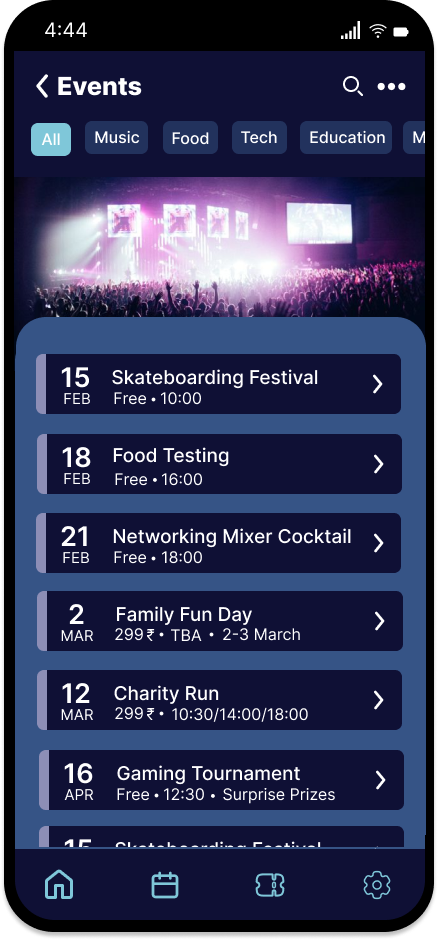 4:44
Events
All Music Food Tech Education M
15 Skateboarding Festival
FEB Free • 10:00
18 Food Testing
FEB Free • 16:00
21 Networking Mixer Cocktail
FEB Free • 18:00
2 Family Fun Day
MAR 299 ₹ • TBA • 2-3 March
12 Charity Run
MAR 299 ₹ • 10:30/14:00/18:00
16 Gaming Tournament
APR Free • 12:30 • Surprise Prizes
15 Skateboarding Festival